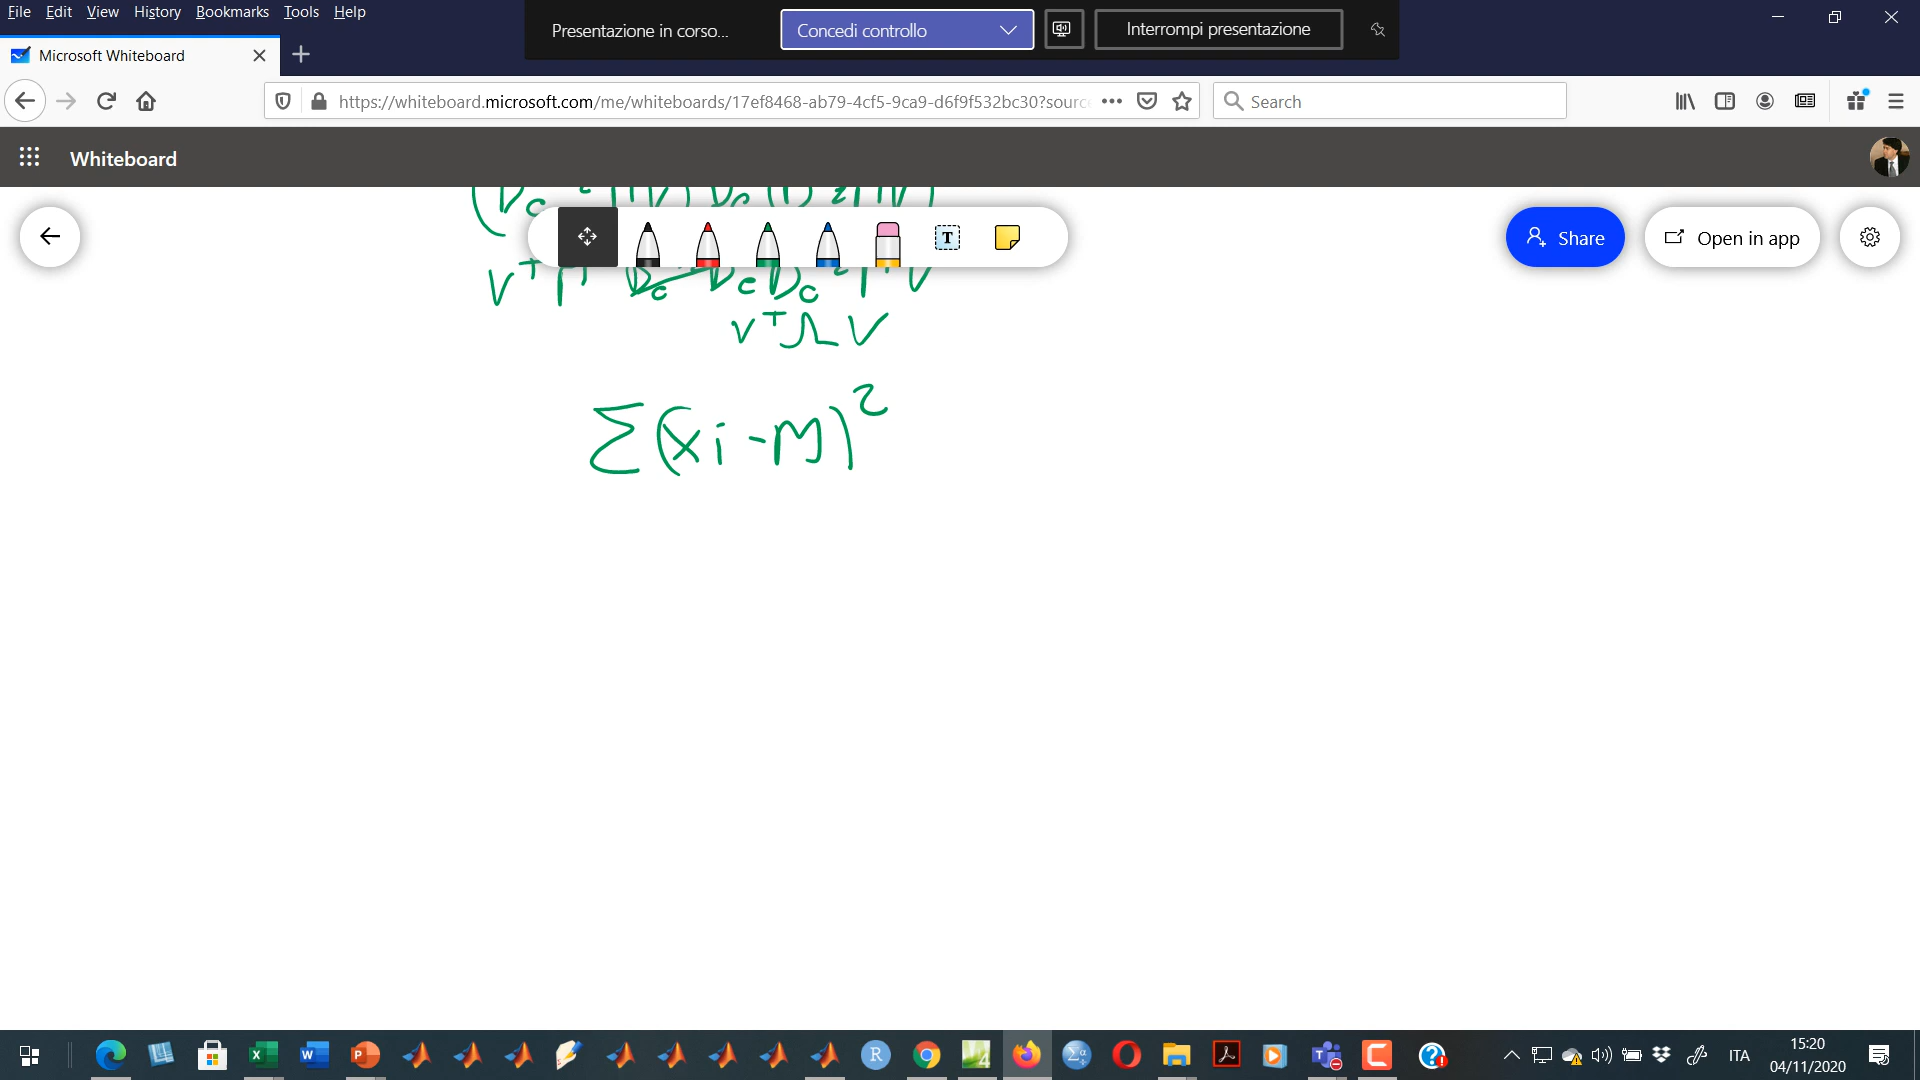 File Edit View History Bookmarks Tools Help
Presentazione in corso... Concedi controllo Interrompi presentazione
Microsoft Whiteboard
https://whiteboard.microsoft.com/me/whiteboards/17ef8468-ab79-4cf5-9ca9-d6f9f532bc30?sourc
Search
Whiteboard
T
Share
Open in app
V^T Ω V
Σ(xi-M)²
ITA
15:20
04/11/2020